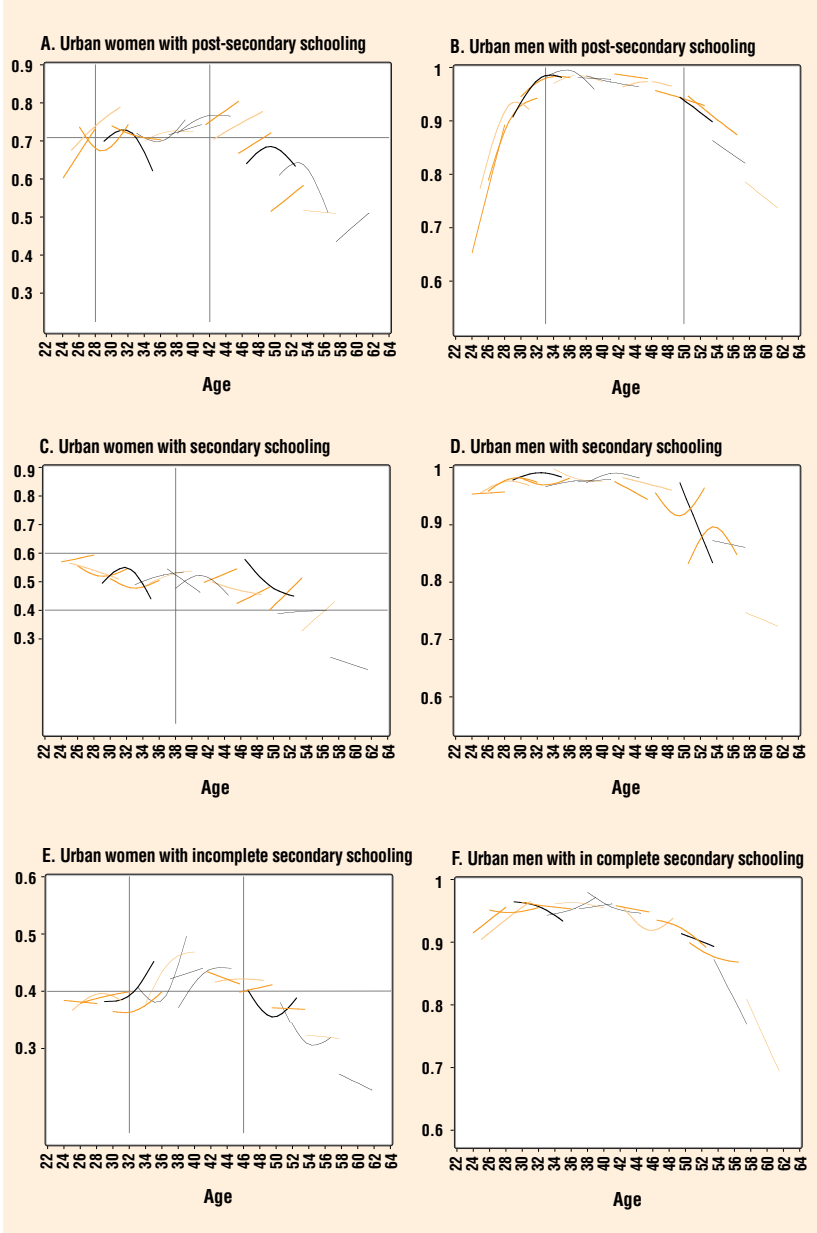 A. Urban women with post-secondary schooling
0.9
0.8
0.7
0.6
0.5
0.4
0.3
22 24 26 28 30 32 34 36 38 40 42 44 46 48 50 52 54 56 58 60 62 64
Age
B. Urban men with post-secondary schooling
1
0.9
0.8
0.7
0.6
22 24 26 28 30 32 34 36 38 40 42 44 46 48 50 52 54 56 58 60 62 64
Age
C. Urban women with secondary schooling
0.9
0.8
0.7
0.6
0.5
0.4
0.3
22 24 26 28 30 32 34 36 38 40 42 44 46 48 50 52 54 56 58 60 62 64
Age
D. Urban men with secondary schooling
1
0.9
0.8
0.7
0.6
22 24 26 28 30 32 34 36 38 40 42 44 46 48 50 52 54 56 58 60 62 64
Age
E. Urban women with incomplete secondary schooling
0.6
0.5
0.4
0.3
22 24 26 28 30 32 34 36 38 40 42 44 46 48 50 52 54 56 58 60 62 64
Age
F. Urban men with in complete secondary schooling
1
0.9
0.8
0.7
0.6
22 24 26 28 30 32 34 36 38 40 42 44 46 48 50 52 54 56 58 60 62 64
Age